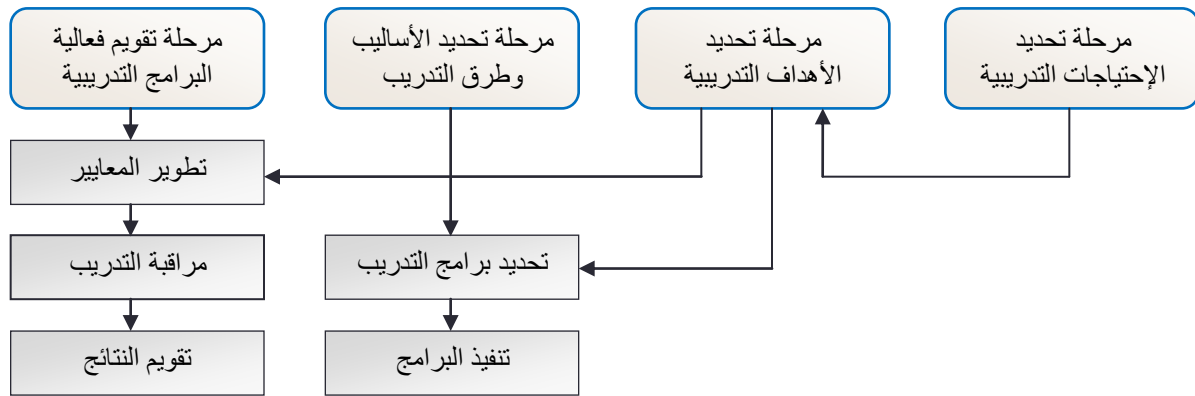 مرحلة تحديد
الإحتياجات التدريبية
مرحلة تحديد
الأهداف التدريبية
مرحلة تحديد الأساليب
وطرق التدريب
مرحلة تقويم فعالية
البرامج التدريبية
تطوير المعايير
تحديد برامج التدريب
مراقبة التدريب
تنفيذ البرامج
تقويم النتائج